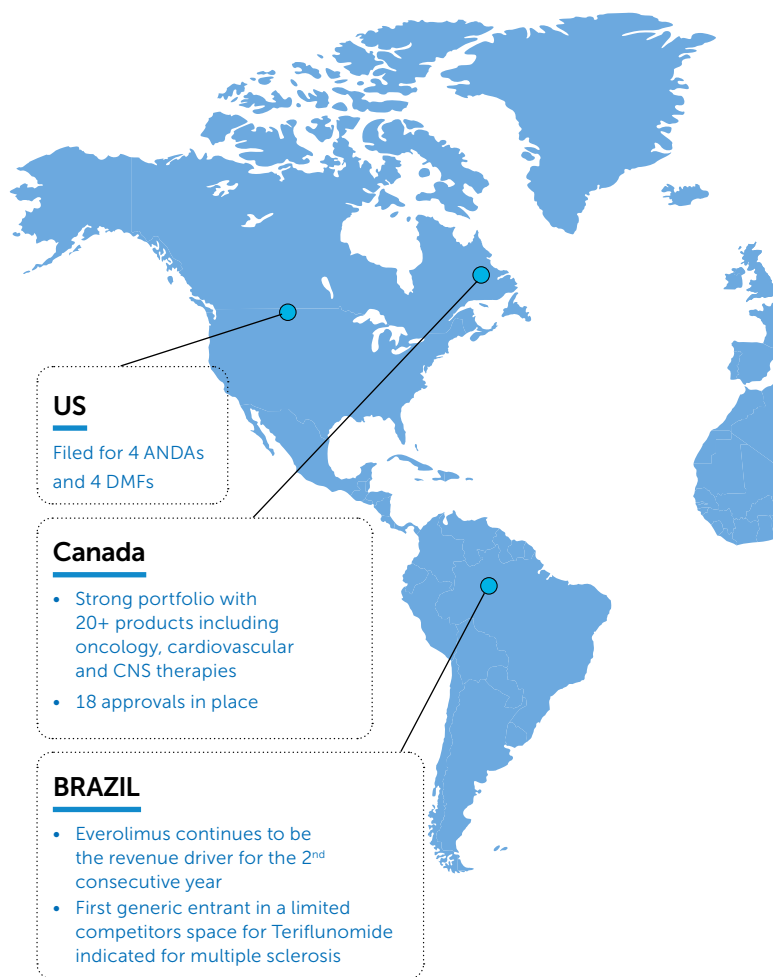 US
Filed for 4 ANDAs
and 4 DMFs
Canada
• Strong portfolio with
20+ products including
oncology, cardiovascular
and CNS therapies
• 18 approvals in place
BRAZIL
• Everolimus continues to be
the revenue driver for the 2nd
consecutive year
• First generic entrant in a limited
competitors space for Teriflunomide
indicated for multiple sclerosis